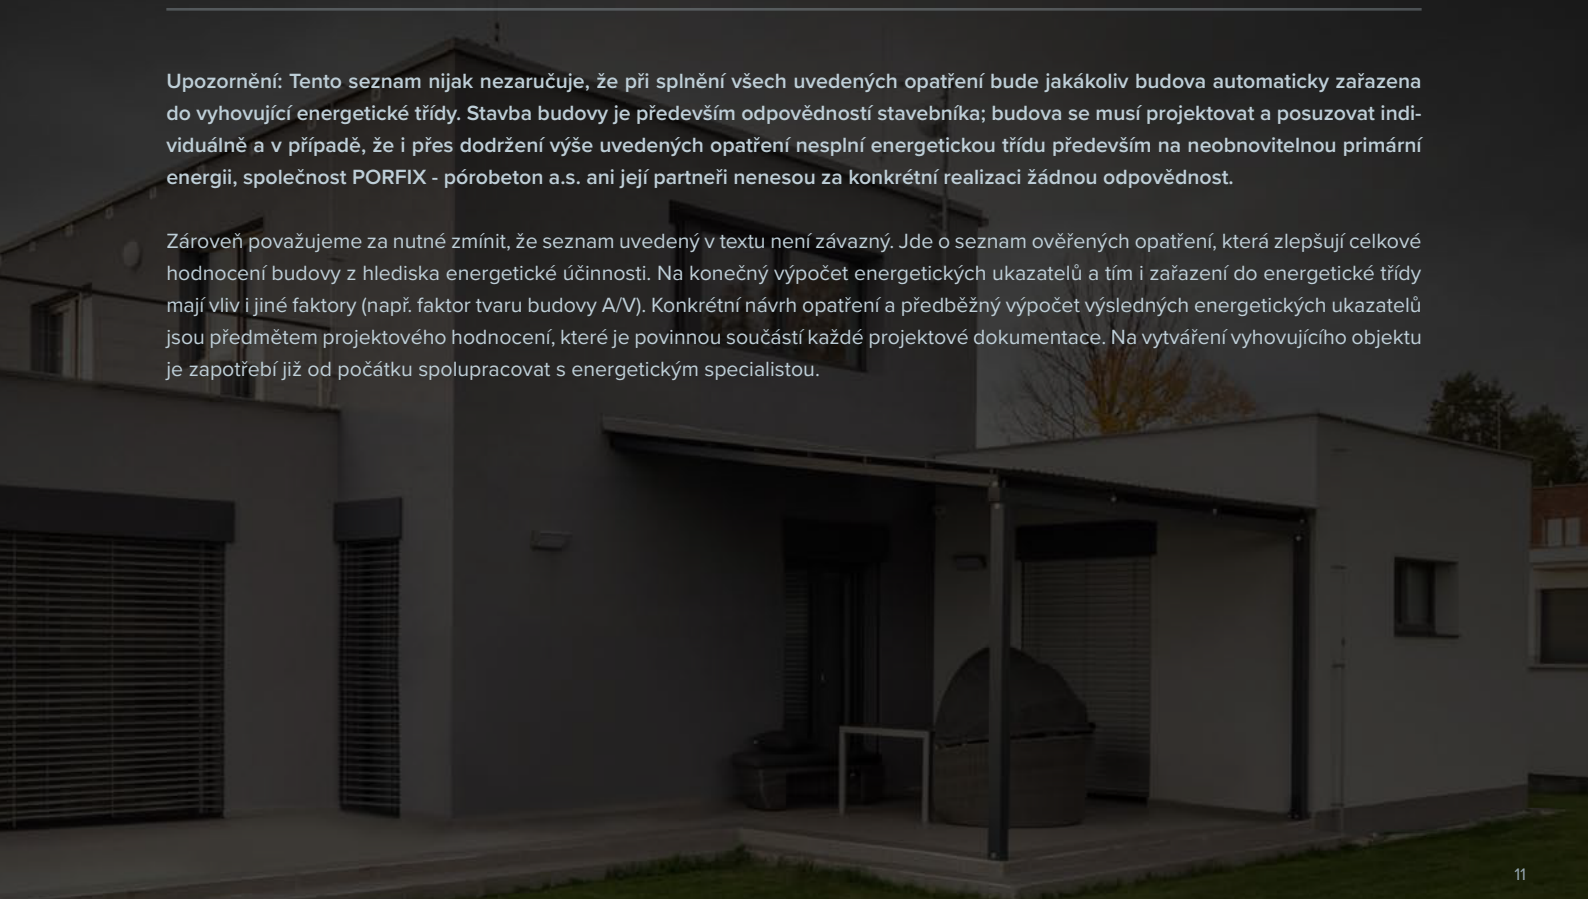 Upozornění: Tento seznam nijak nezaručuje, že při splnění všech uvedených opatření bude jakákoliv budova automaticky zařazena
do vyhovující energetické třídy. Stavba budovy je především odpovědností stavebníka; budova se musí projektovat a posuzovat indi-
viduálně a v případě, že i přes dodržení výše uvedených opatření nesplní energetickou třídu především na neobnovitelnou primární
energii, společnost PORFIX - pórobeton a.s. ani její partneři nenesou za konkrétní realizaci žádnou odpovědnost.
Zároveň považujeme za nutné zmínit, že seznam uvedený v textu není závazný. Jde o seznam ověřených opatření, která zlepšují celkové
hodnocení budovy z hlediska energetické účinnosti. Na konečný výpočet energetických ukazatelů a tím i zařazení do energetické třídy
mají vliv i jiné faktory (např. faktor tvaru budovy A/V). Konkrétní návrh opatření a předběžný výpočet výsledných energetických ukazatelů
jsou předmětem projektového hodnocení, které je povinnou součástí každé projektové dokumentace. Na vytváření vyhovujícího objektu
je zapotřebí již od počátku spolupracovat s energetickým specialistou.
11